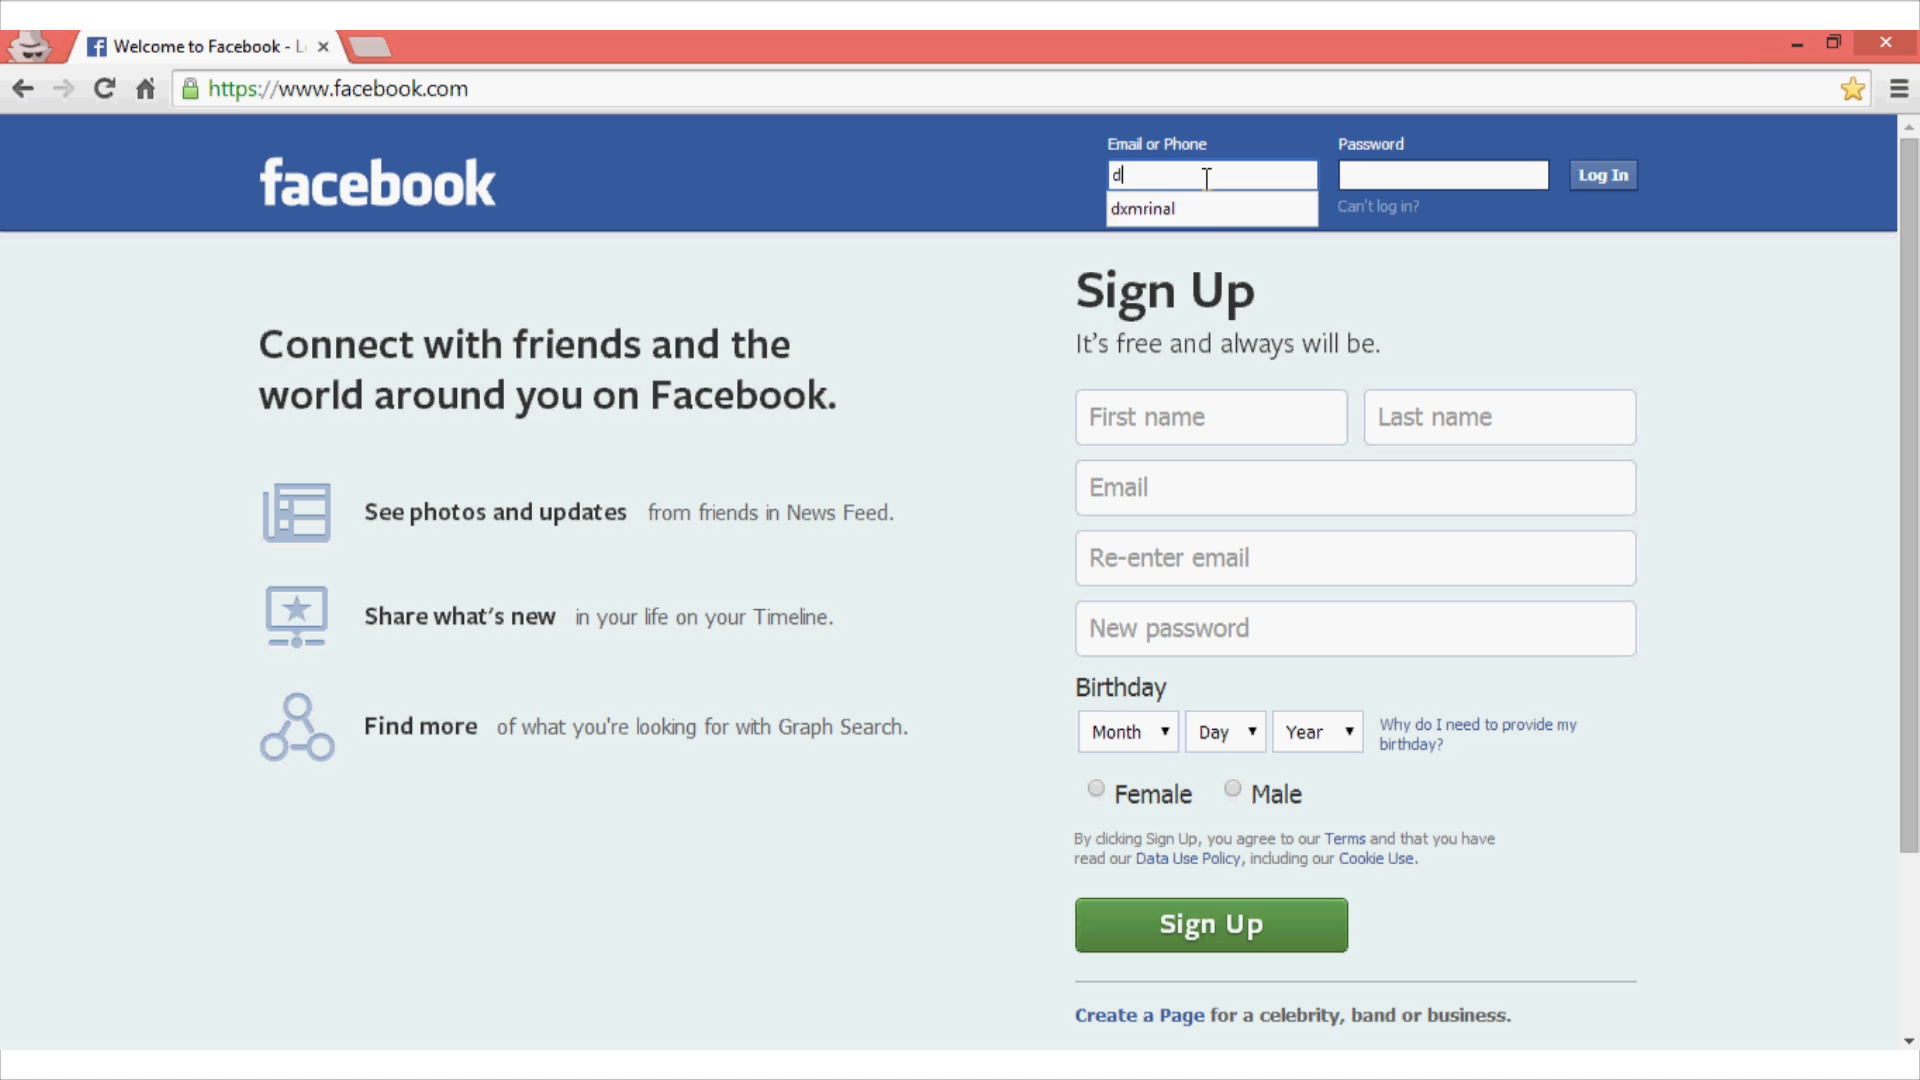 Welcome to Facebook - L
https://www.facebook.com
facebook
Email or Phone
Password
d
Log In
dxmrinal
Can't log in?
Sign Up
It's free and always will be.
Connect with friends and the
world around you on Facebook.
First name
Last name
Email
See photos and updates from friends in News Feed.
Re-enter email
Share what's new in your life on your Timeline.
New password
Birthday
Find more of what you're looking for with Graph Search.
Month
Day
Year
Why do I need to provide my
birthday?
Female
Male
By clicking Sign Up, you agree to our Terms and that you have
read our Data Use Policy, including our Cookie Use.
Sign Up
Create a Page for a celebrity, band or business.